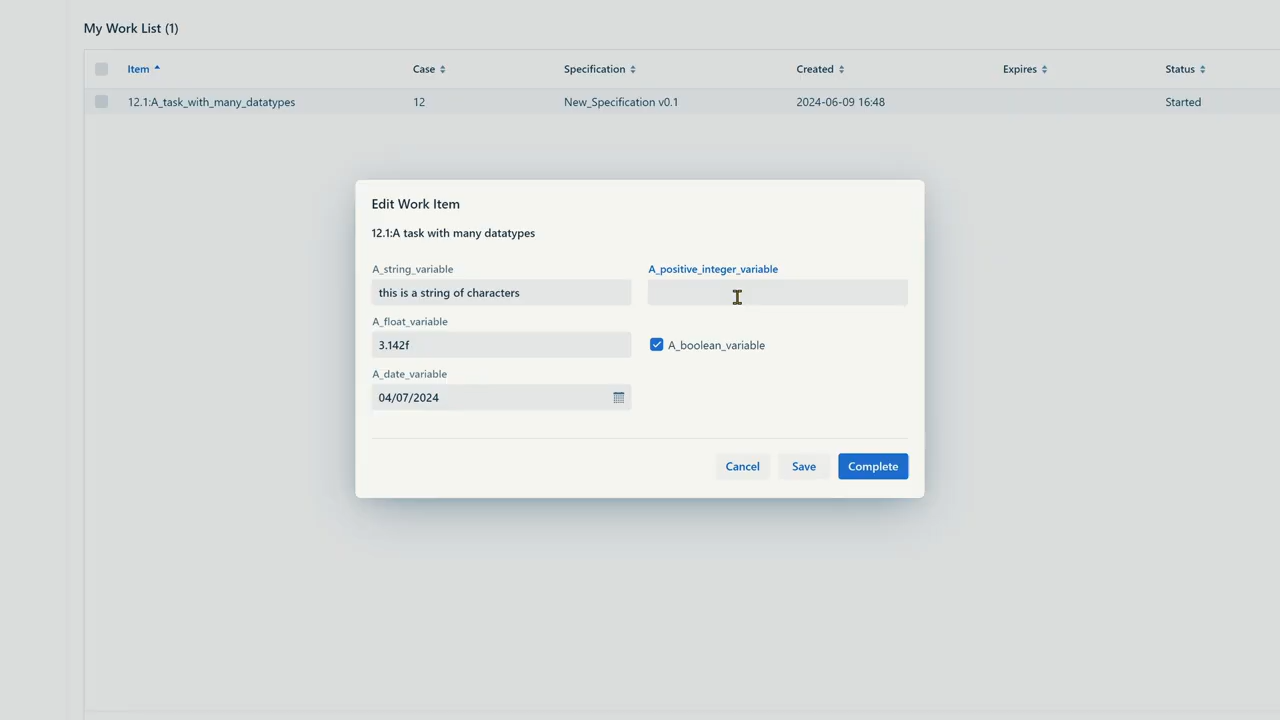 My Work List (1)
Item Case Specification Created Expires Status
12.1:A_task_with_many_datatypes 12 New_Specification v0.1 2024-06-09 16:48 Started
Edit Work Item
12.1:A task with many datatypes
A_string_variable A_positive_integer_variable
this is a string of characters
A_float_variable
3.142f A_boolean_variable
A_date_variable
04/07/2024
Cancel Save Complete